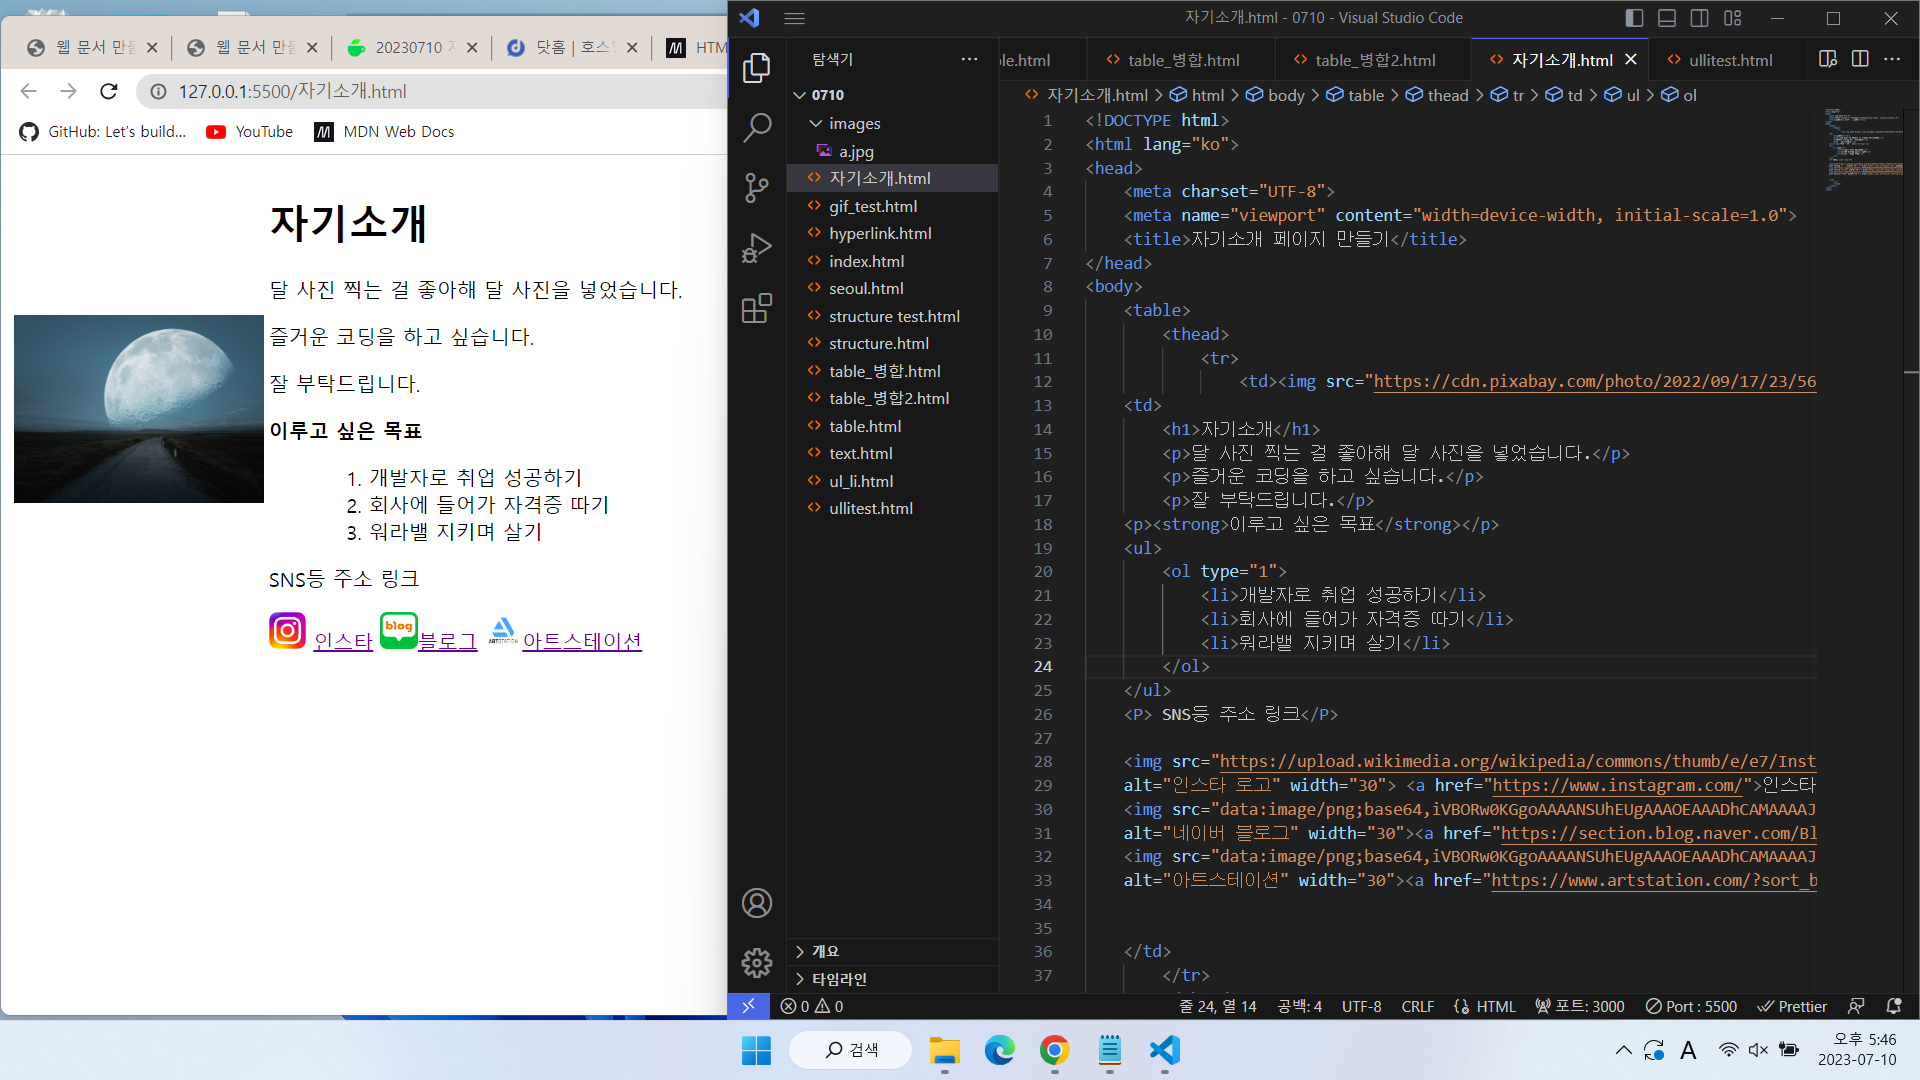 자기소개.html - 0710 - Visual Studio Code
웹 문서 만들
웹 문서 만들
20230710
닷홈 | 호스
HTM
127.0.0.1:5500/자기소개.html
GitHub: Let's build...
YouTube
MDN Web Docs
자기소개
달 사진 찍는 걸 좋아해 달 사진을 넣었습니다.
즐거운 코딩을 하고 싶습니다.
잘 부탁드립니다.
이루고 싶은 목표
1. 개발자로 취업 성공하기
2. 회사에 들어가 자격증 따기
3. 워라밸 지키며 살기
SNS등 주소 링크
인스타
blog
블로그
ARTSTATION
아트스테이션
탐색기
0710
images
a.jpg
자기소개.html
gif_test.html
hyperlink.html
index.html
seoul.html
structure test.html
structure.html
table_병합.html
table_병합2.html
table.html
text.html
ul_li.html
ullitest.html
개요
타임라인
le.html
table_병합.html
table_병합2.html
자기소개.html
ullitest.html
자기소개.html > html > body > table > thead > tr > td > ul > ol
1 <!DOCTYPE html>
2 <html lang="ko">
3 <head>
4 <meta charset="UTF-8">
5 <meta name="viewport" content="width=device-width, initial-scale=1.0">
6 <title>자기소개 페이지 만들기</title>
7 </head>
8 <body>
9 <table>
10 <thead>
11 <tr>
12 <td><img src="https://cdn.pixabay.com/photo/2022/09/17/23/56
13 <td>
14 <h1>자기소개</h1>
15 <p>달 사진 찍는 걸 좋아해 달 사진을 넣었습니다.</p>
16 <p>즐거운 코딩을 하고 싶습니다.</p>
17 <p>잘 부탁드립니다.</p>
18 <p><strong>이루고 싶은 목표</strong></p>
19 <ul>
20 <ol type="1">
21 <li>개발자로 취업 성공하기</li>
22 <li>회사에 들어가 자격증 따기</li>
23 <li>워라밸 지키며 살기</li>
24 </ol>
25 </ul>
26 <P> SNS등 주소 링크</P>
27
28 <img src="https://upload.wikimedia.org/wikipedia/commons/thumb/e/e7/Inst
29 alt="인스타 로고" width="30"> <a href="https://www.instagram.com/">인스타
30 <img src="data:image/png;base64,iVBORw0KGgoAAAANSUhEUgAAAOEAAADhCAMAAAAJ
31 alt="네이버 블로그" width="30"><a href="https://section.blog.naver.com/Bl
32 <img src="data:image/png;base64,iVBORw0KGgoAAAANSUhEUgAAAOEAAADhCAMAAAAJ
33 alt="아트스테이션" width="30"><a href="https://www.artstation.com/?sort_b
34
35
36 </td>
37 </tr>
0 0
줄 24, 열 14
공백: 4
UTF-8
CRLF
HTML
포트: 3000
Port : 5500
Prettier
검색
A
오후 5:46
2023-07-10